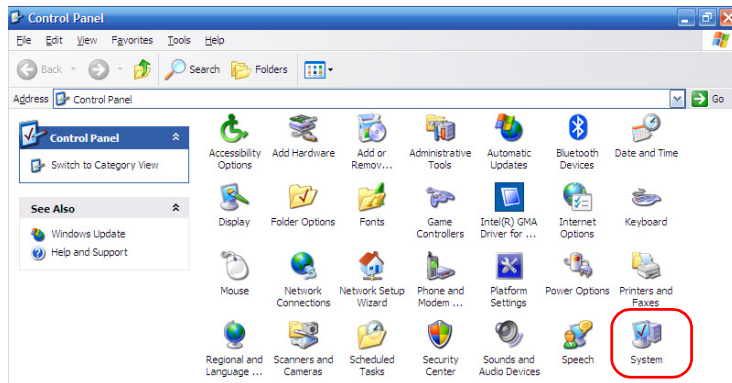 Control Panel
File Edit View Favorites Tools Help
Back Search Folders
Address Control Panel Go
Control Panel
Switch to Category View
See Also
Windows Update
Help and Support
Accessibility Options
Add Hardware
Add or Remov...
Administrative Tools
Automatic Updates
Bluetooth Devices
Date and Time
Display
Folder Options
Fonts
Game Controllers
Intel(R) GMA Driver for ...
Internet Options
Keyboard
Mouse
Network Connections
Network Setup Wizard
Phone and Modem ...
Platform Settings
Power Options
Printers and Faxes
Regional and Language ...
Scanners and Cameras
Scheduled Tasks
Security Center
Sounds and Audio Devices
Speech
System